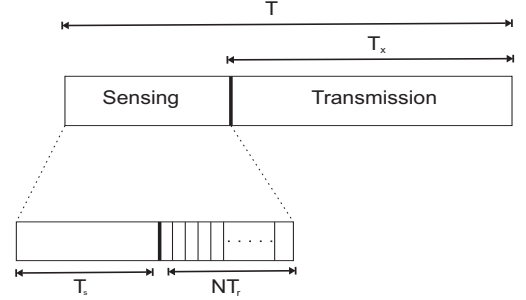 T
Tₓ
Sensing Transmission
. . . . .
Tₛ NTᵣ